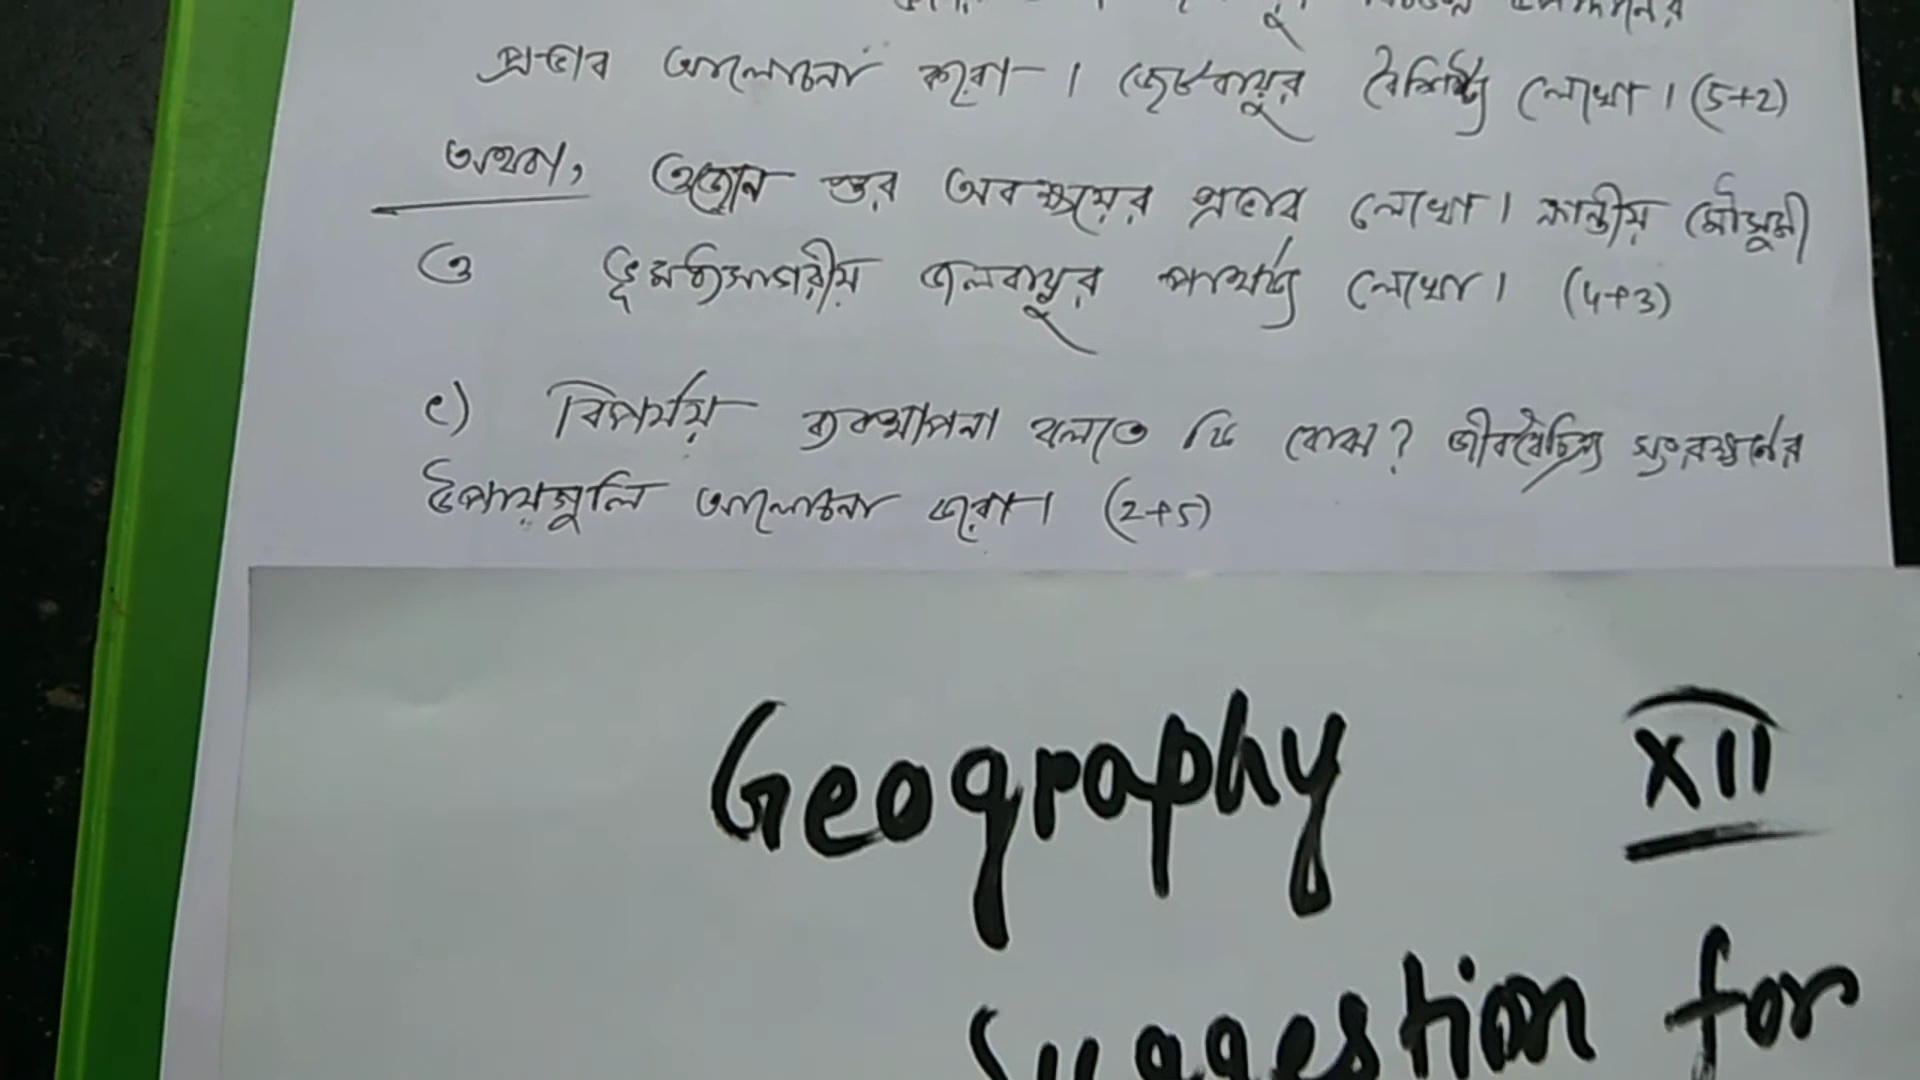 প্রভাব আলোচনা করো। জেটবায়ুর বৈশিষ্ট্য লেখো। (5+2)
অথবা, ওজোন স্তর অবক্ষয়ের প্রভাব লেখো। ক্রান্তীয় মৌসুমী
ও ভূমধ্যসাগরীয় জলবায়ুর পার্থক্য লেখো। (4+3)
e) বিপর্যয় ব্যবস্থাপনা বলতে কি বোঝ? জীববৈচিত্র্য সংরক্ষণের
উপায়গুলি আলোচনা করো। (2+5)
Geography XII
Suggestion for